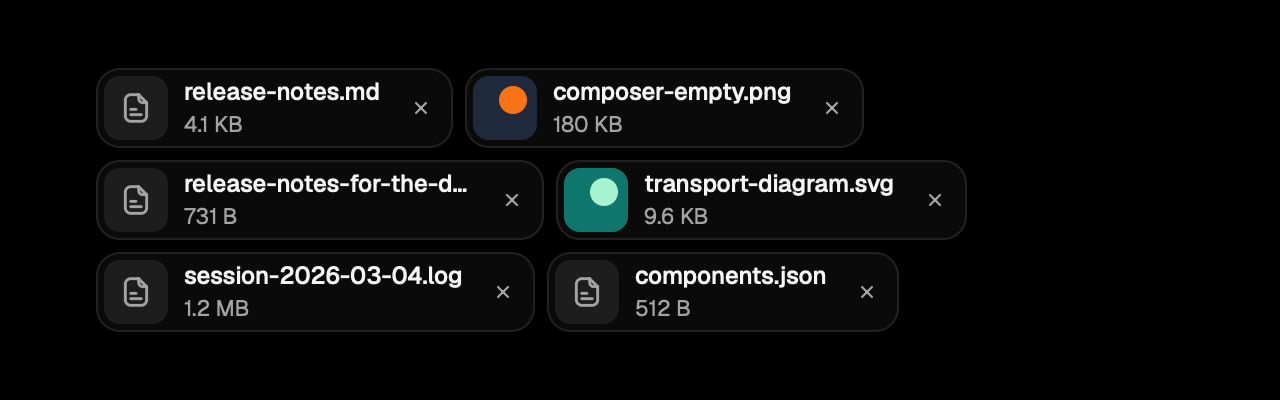 release-notes.md
4.1 KB
composer-empty.png
180 KB
release-notes-for-the-d...
731 B
transport-diagram.svg
9.6 KB
session-2026-03-04.log
1.2 MB
components.json
512 B